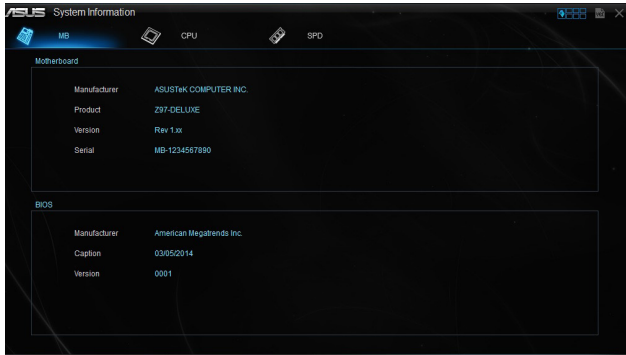 ASUS System Information
MB CPU SPD
Motherboard
Manufacturer ASUSTeK COMPUTER INC.
Product Z97-DELUXE
Version Rev 1.xx
Serial MB-1234567890
BIOS
Manufacturer American Megatrends Inc.
Caption 03/05/2014
Version 0001